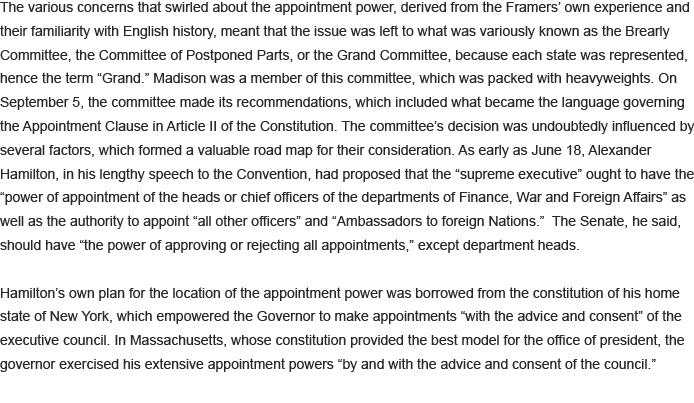 The various concerns that swirled about the appointment power, derived from the Framers’ own experience and
their familiarity with English history, meant that the issue was left to what was variously known as the Brearly
Committee, the Committee of Postponed Parts, or the Grand Committee, because each state was represented,
hence the term “Grand.” Madison was a member of this committee, which was packed with heavyweights. On
September 5, the committee made its recommendations, which included what became the language governing
the Appointment Clause in Article II of the Constitution. The committee’s decision was undoubtedly influenced by
several factors, which formed a valuable road map for their consideration. As early as June 18, Alexander
Hamilton, in his lengthy speech to the Convention, had proposed that the “supreme executive” ought to have the
“power of appointment of the heads or chief officers of the departments of Finance, War and Foreign Affairs” as
well as the authority to appoint “all other officers” and “Ambassadors to foreign Nations.”  The Senate, he said,
should have “the power of approving or rejecting all appointments,” except department heads.

Hamilton’s own plan for the location of the appointment power was borrowed from the constitution of his home
state of New York, which empowered the Governor to make appointments “with the advice and consent” of the
executive council. In Massachusetts, whose constitution provided the best model for the office of president, the
governor exercised his extensive appointment powers “by and with the advice and consent of the council.”